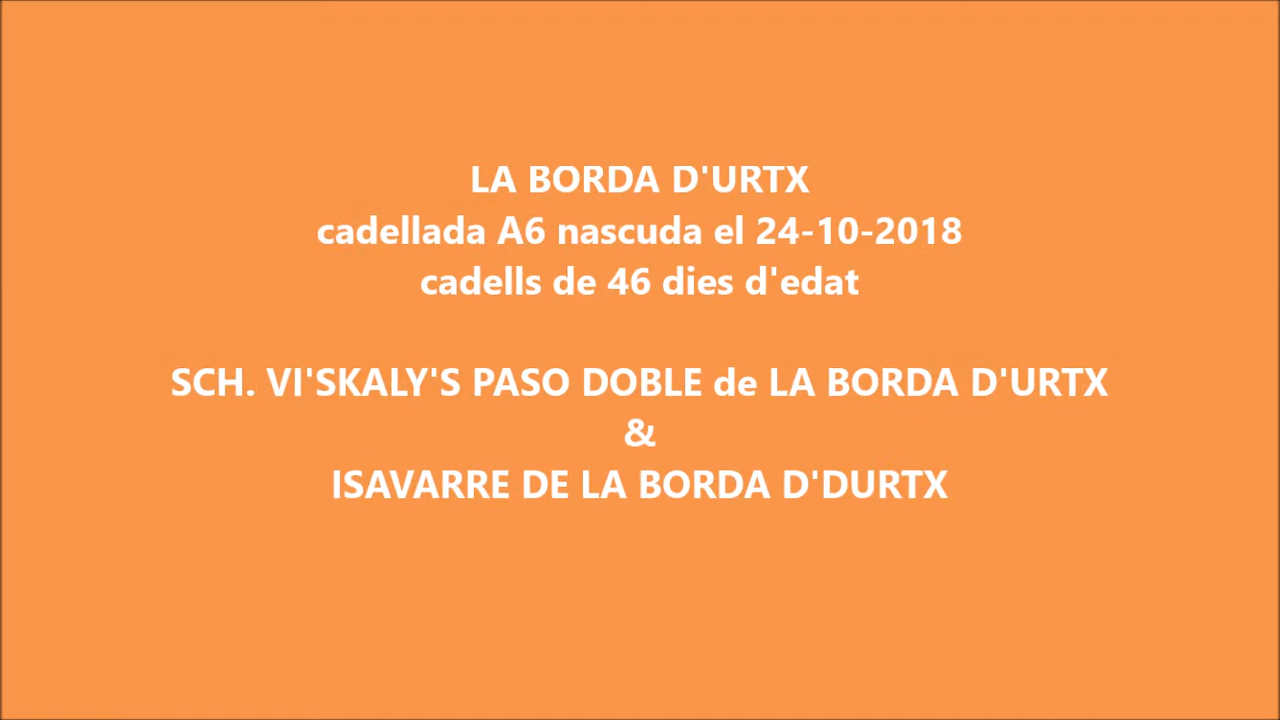 LA BORDA D'URTX
cadellada A6 nascuda el 24-10-2018
cadells de 46 dies d'edat
SCH. VI'SKALY'S PASO DOBLE de LA BORDA D'URTX
&
ISAVARRE DE LA BORDA D'DURTX